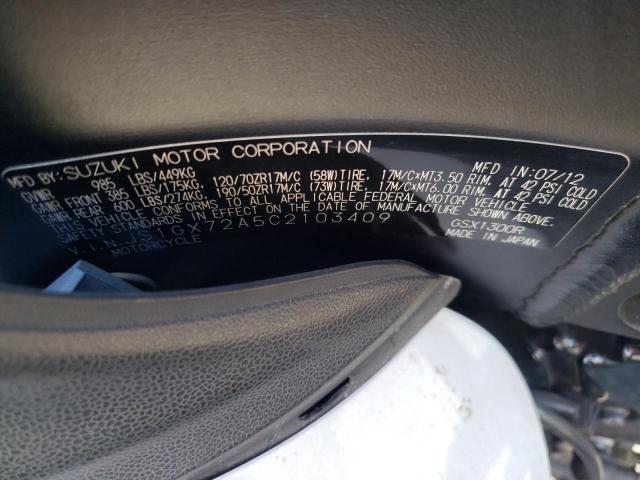 MFD BY: SUZUKI MOTOR CORPORATION MFD IN: 07/12
GVWR 985 LBS/449KG.
GAWR FRONT 385 LBS/175KG. 120/70ZR17M/C (58W)TIRE, 17M/C×MT3.50 RIM, AT 42 PSI COLD
GAWR REAR 600 LBS/274KG. 190/50ZR17M/C (73W)TIRE, 17M/C×MT6.00 RIM, AT 42 PSI COLD
THIS VEHICLE CONFORMS TO ALL APPLICABLE FEDERAL MOTOR VEHICLE
SAFETY STANDARDS IN EFFECT ON THE DATE OF MANUFACTURE SHOWN ABOVE.
V.I.N. JS1GX72A5C2103409 GSX1300R
MOTORCYCLE MADE IN JAPAN